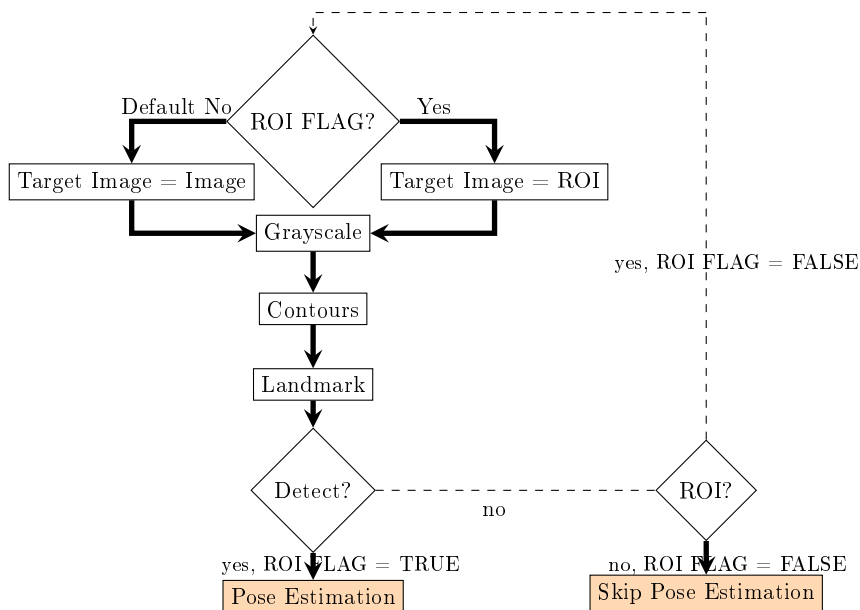 Default No
ROI FLAG?
Yes
Target Image = Image
Target Image = ROI
Grayscale
yes, ROI FLAG = FALSE
Contours
Landmark
Detect?
no
ROI?
yes, ROI FLAG = TRUE
no, ROI FLAG = FALSE
Pose Estimation
Skip Pose Estimation